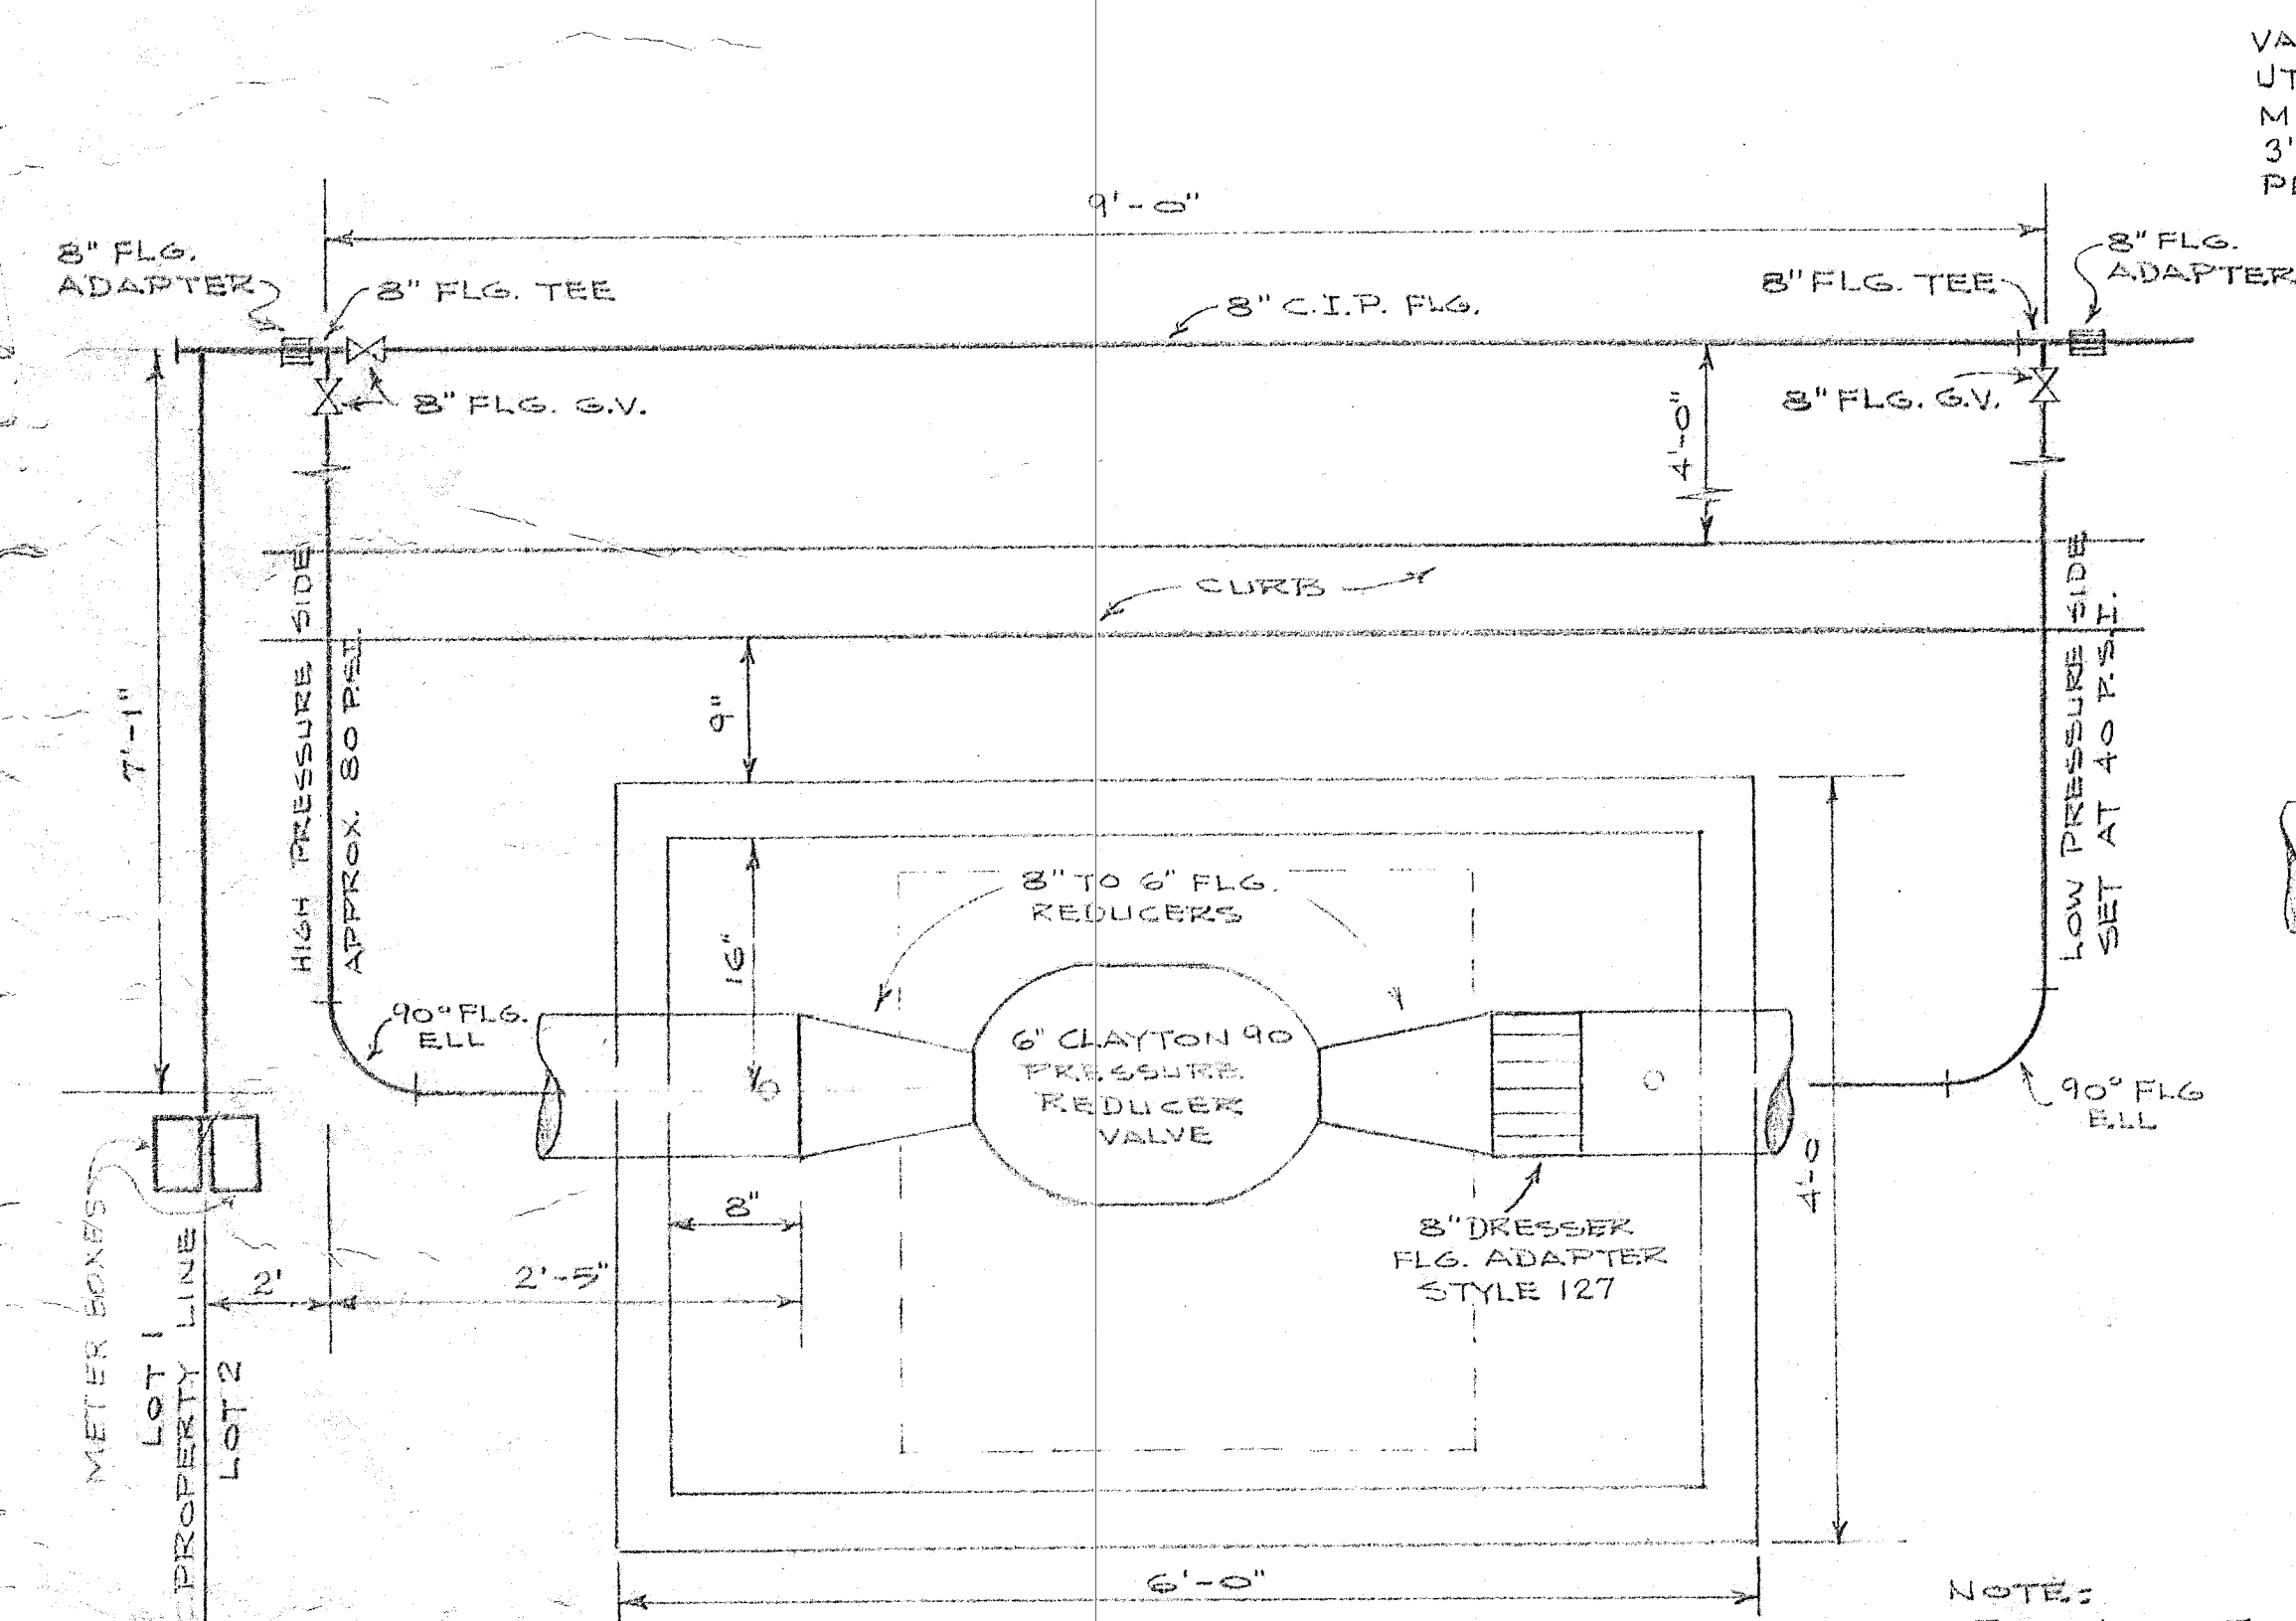 VA
UT
M
3'
9'-0"
8" FLG.
ADAPTER
8" FLG. TEE
8" C.I.P. FLG.
8" FLG. TEE
8" FLG.
ADAPTER
8" FLG. G.V.
4'-0"
8" FLG. G.V.
CURB
7'-1"
HIGH PRESSURE SIDE
APPROX. 80 P.S.I.
9"
LOW PRESSURE SIDE
SET AT 40 P.S.I.
8" TO 6" FLG.
REDUCERS
16"
90° FLG.
ELL
6" CLAYTON 90
PRESSURE
REDUCER
VALVE
90° FLG
ELL
4'-0
8"
8" DRESSER
FLG. ADAPTER
STYLE 127
2'
2'-5"
METER BOXES
LOT 1
PROPERTY LINE
LOT 2
6'-0"
NOTE: